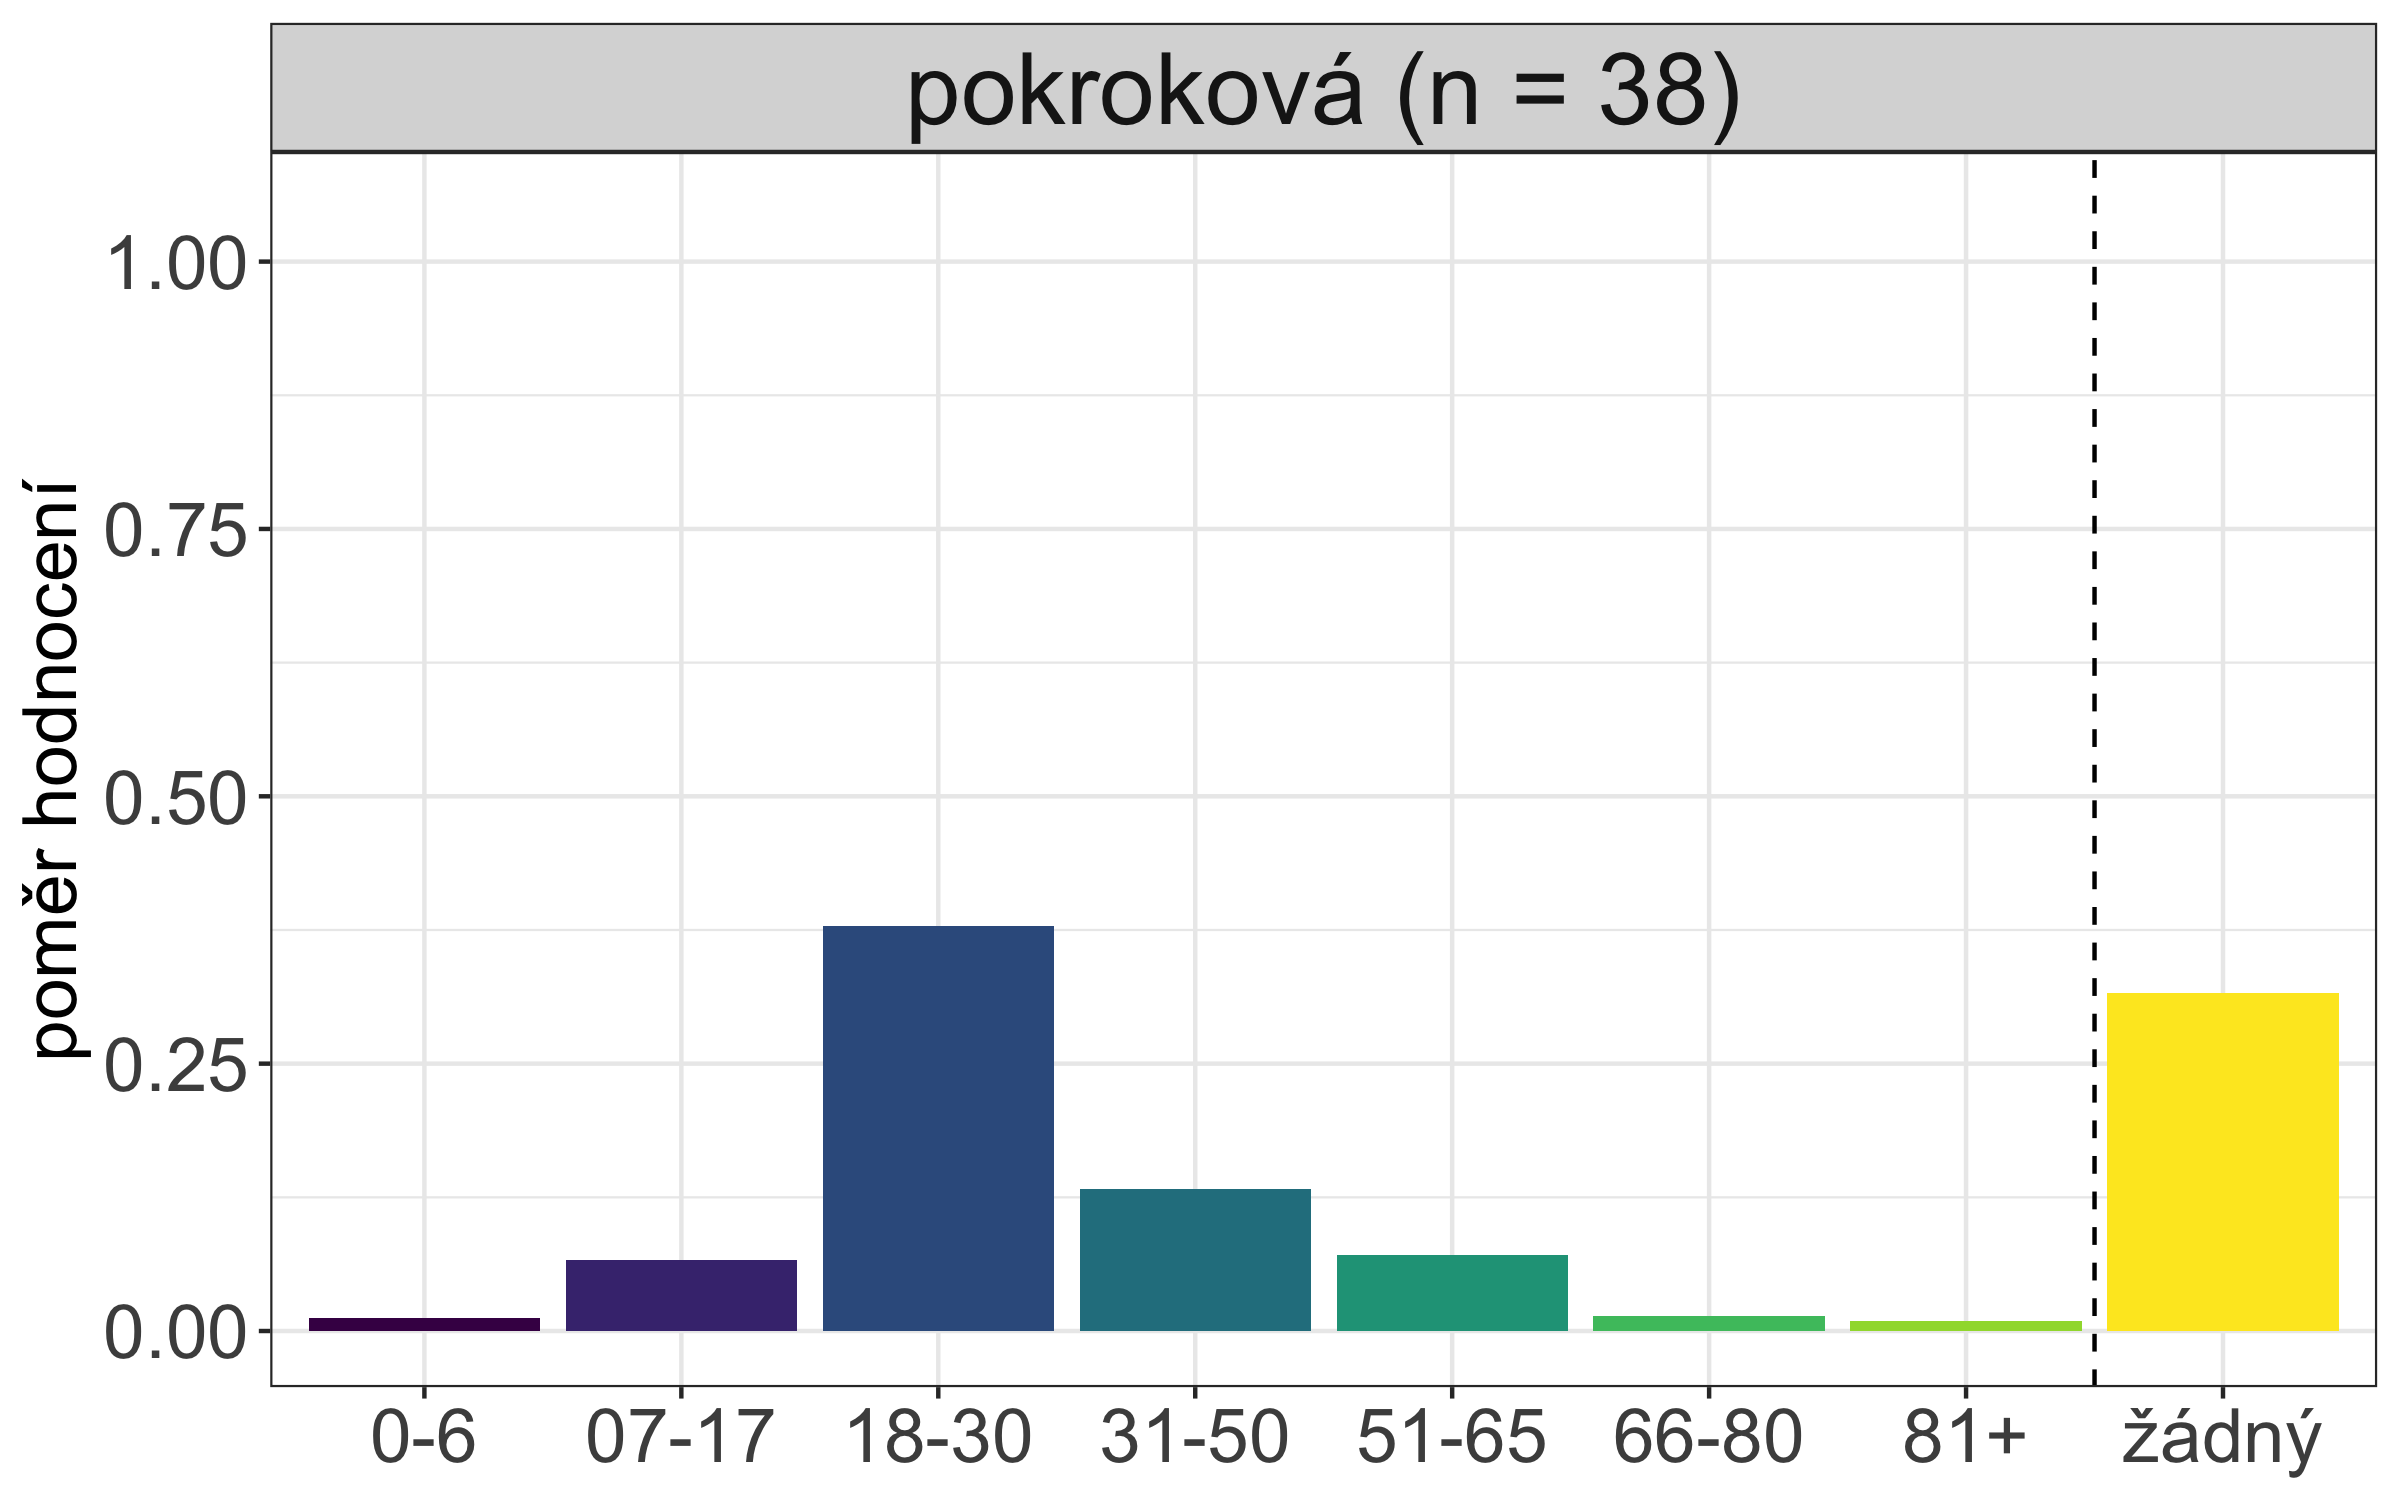 pokroková (n = 38)
poměr hodnocení
1.00
0.75
0.50
0.25
0.00
0-6 07-17 18-30 31-50 51-65 66-80 81+ žádný